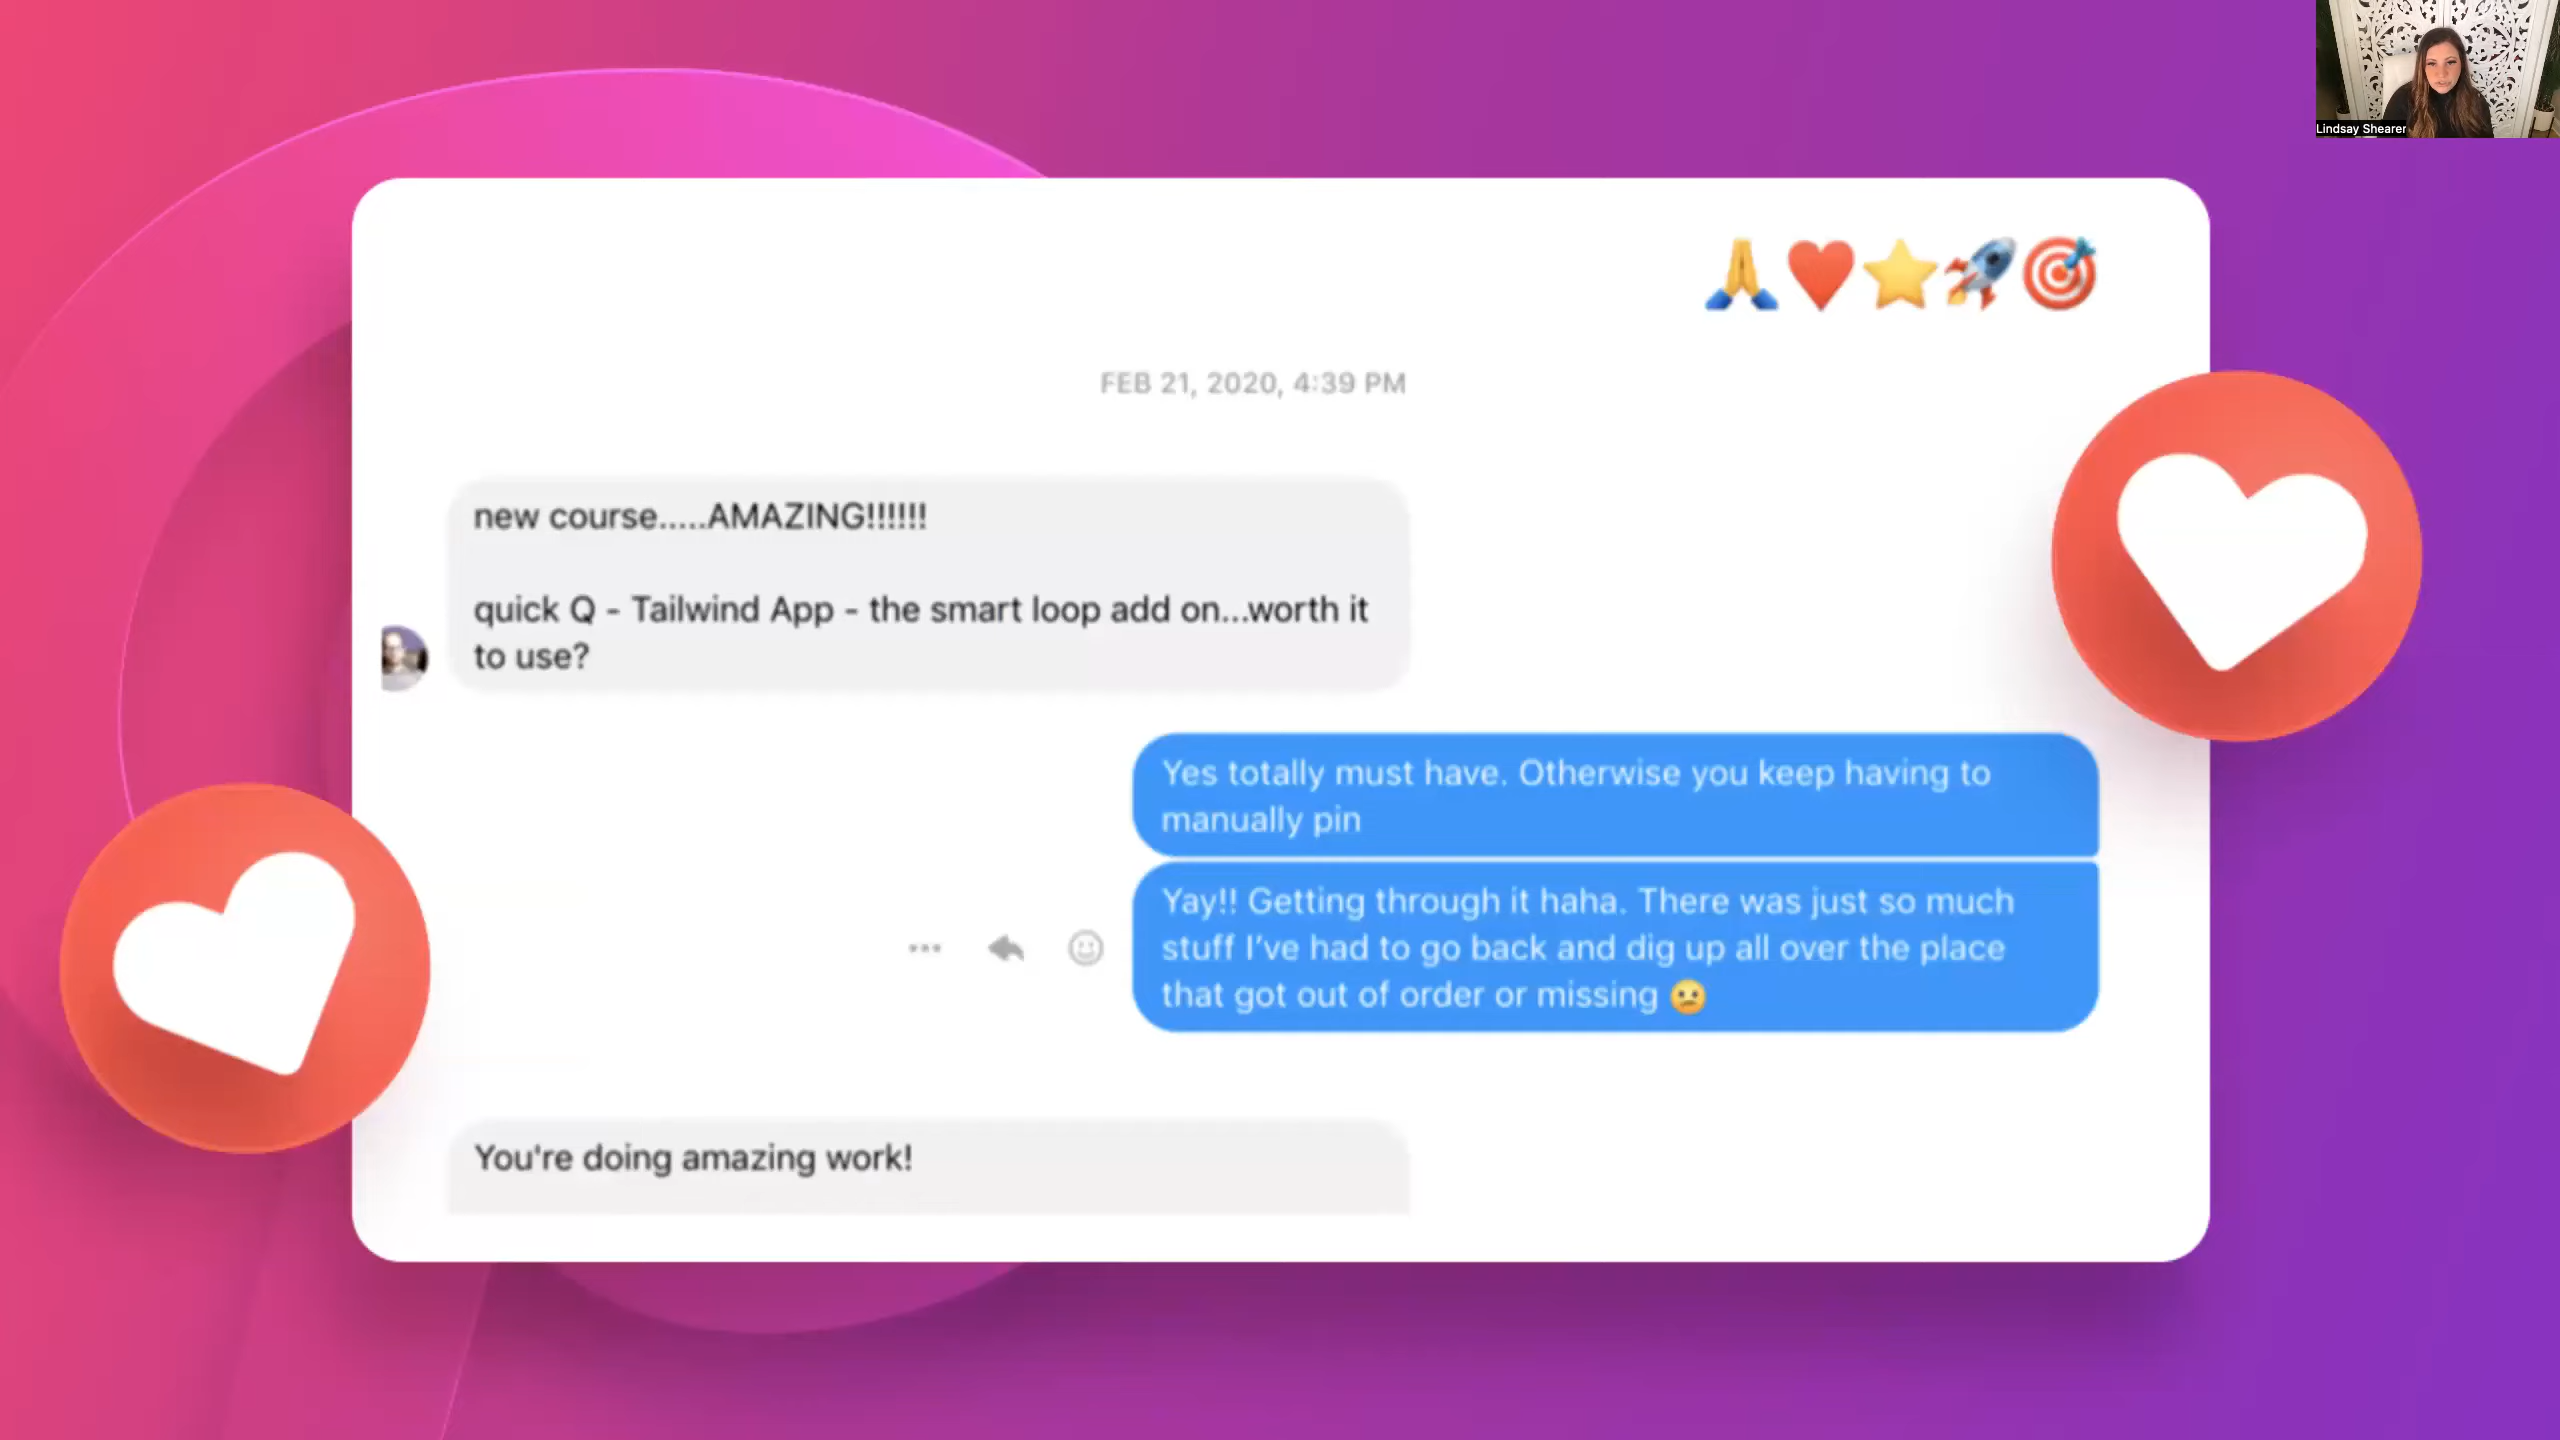 Lindsay Shearer
FEB 21, 2020, 4:39 PM
new course.....AMAZING!!!!!!
quick Q - Tailwind App - the smart loop add on...worth it
to use?
Yes totally must have. Otherwise you keep having to
manually pin
Yay!! Getting through it haha. There was just so much
stuff I've had to go back and dig up all over the place
that got out of order or missing 😕
You're doing amazing work!